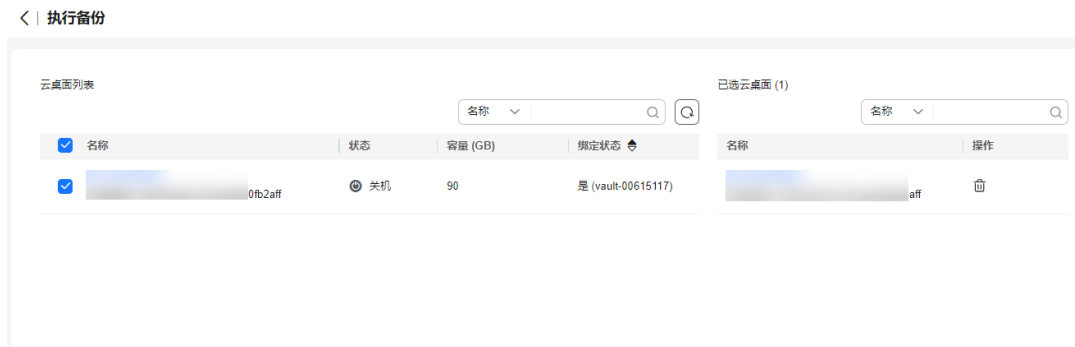 执行备份
云桌面列表
已选云桌面 (1)
名称
名称
名称 状态 容量 (GB) 绑定状态
名称 操作
0fb2aff 关机 90 是 (vault-00615117)
aff